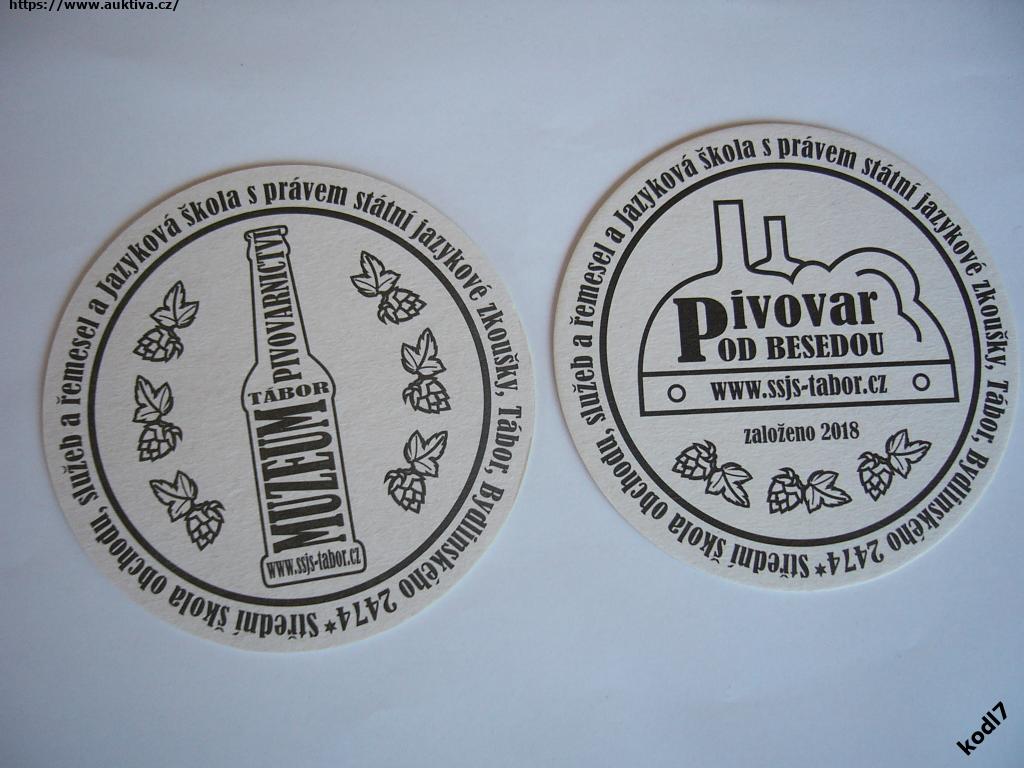 https://www.auktiva.cz/
Střední škola obchodu, služeb a řemesel a Jazyková škola s právem státní jazykové zkoušky, Tábor, Bydlinského 2474*
MUZEUM PIVOVARNICTVÍ
TÁBOR
www.ssjs-tabor.cz
Střední škola obchodu, služeb a řemesel a Jazyková škola s právem státní jazykové zkoušky, Tábor, Bydlinského 2474*
Pivovar
POD BESEDOU
www.ssjs-tabor.cz
založeno 2018
kodl7